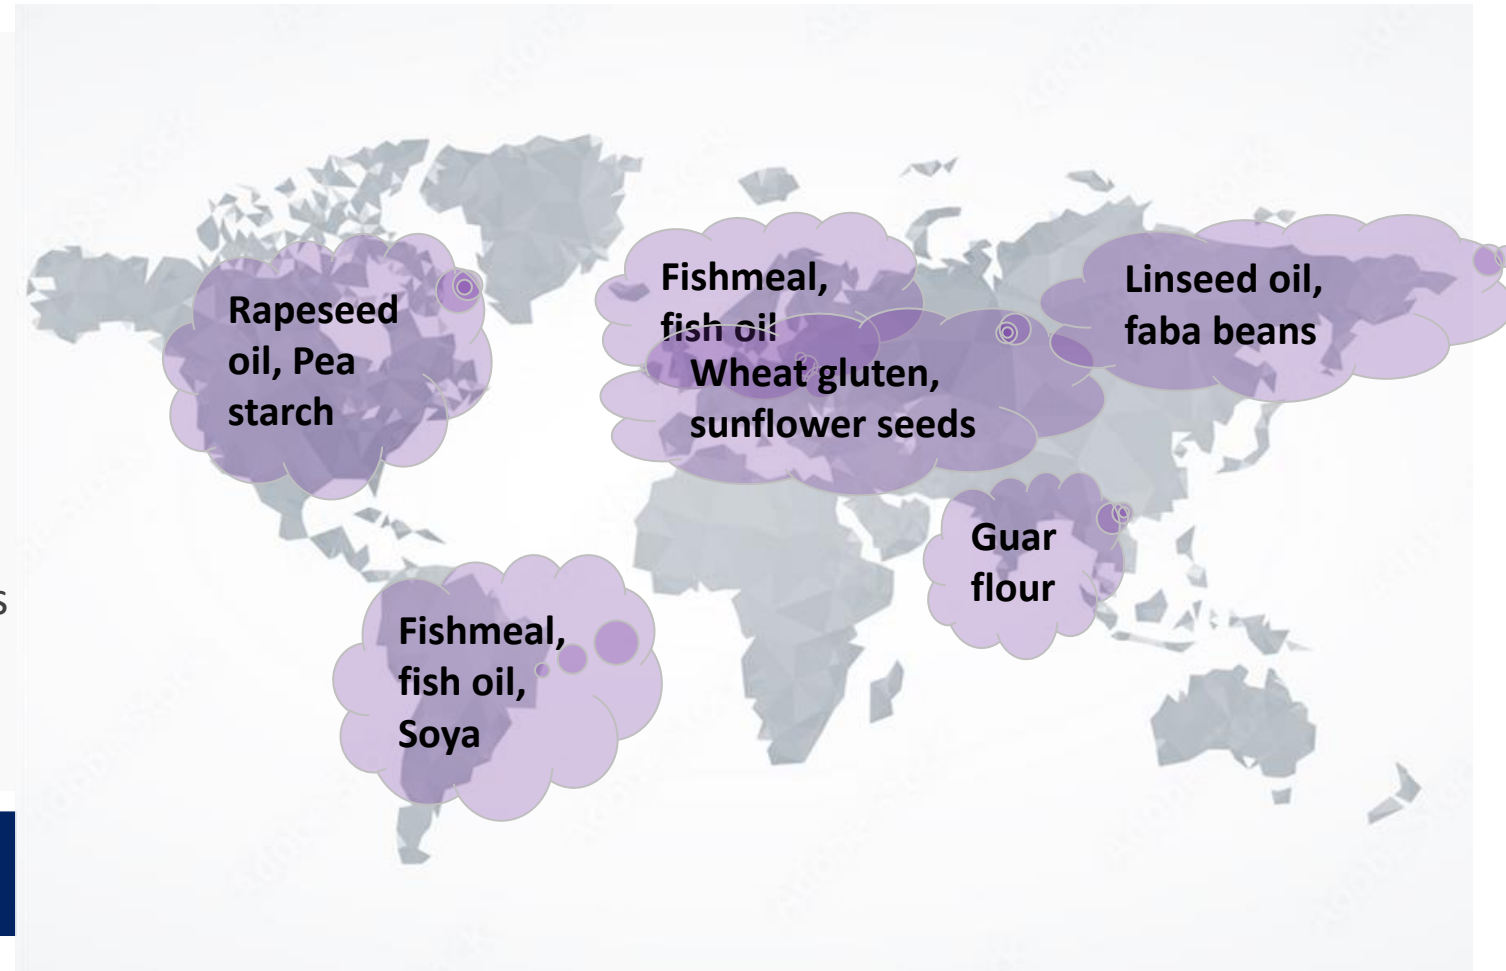 Rapeseed
oil, Pea
starch
Fishmeal,
fish oil
Wheat gluten,
sunflower seeds
Linseed oil,
faba beans
Guar
flour
Fishmeal,
fish oil,
Soya
s